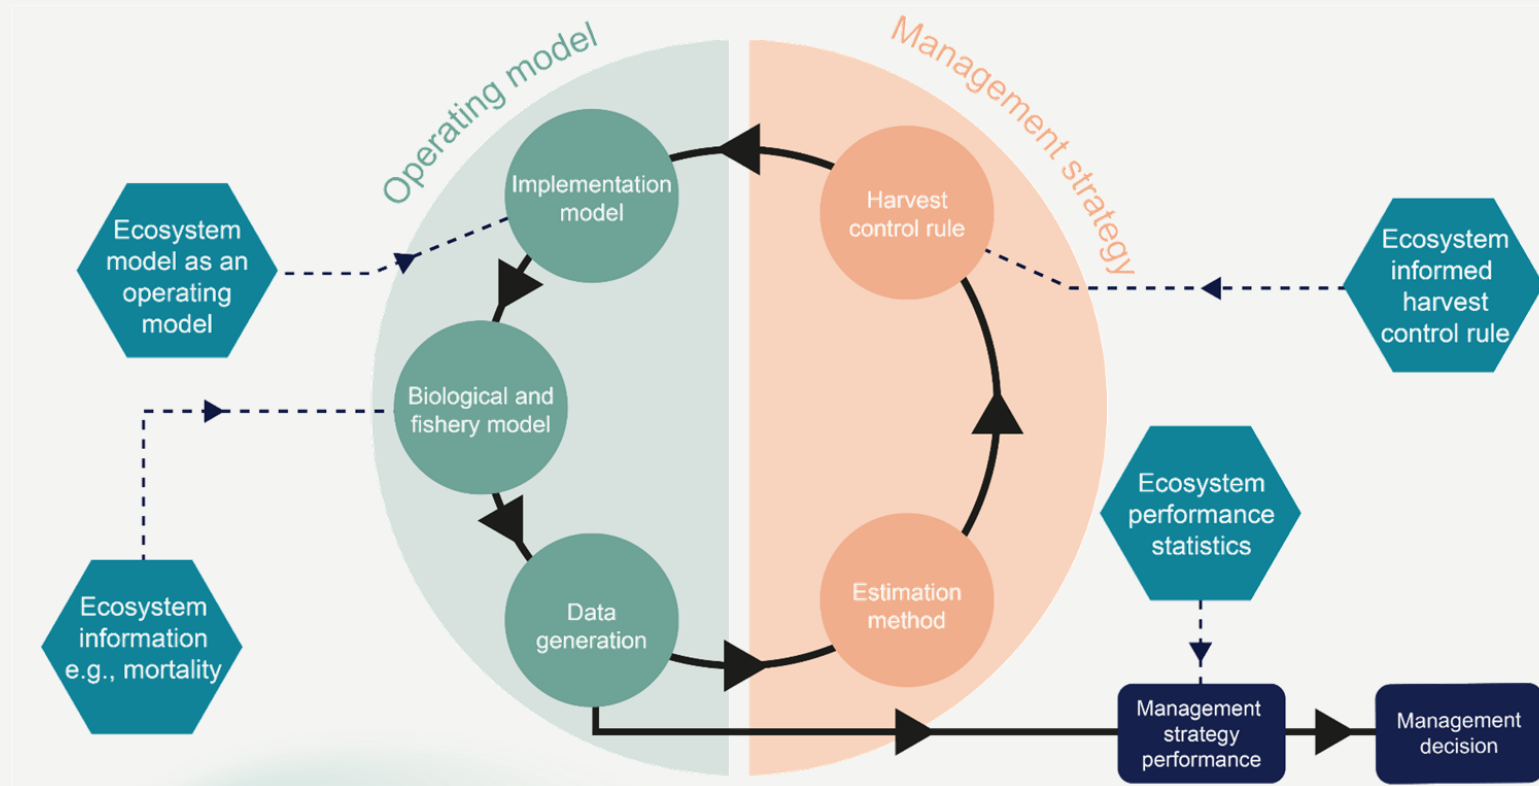 Operating model
Management strategy
Implementation
model
Harvest
control rule
Ecosystem
model as an
operating
model
Ecosystem
informed
harvest
control rule
Biological and
fishery model
Ecosystem
performance
statistics
Ecosystem
information
e.g., mortality
Data
generation
Estimation
method
Management
strategy
performance
Management
decision